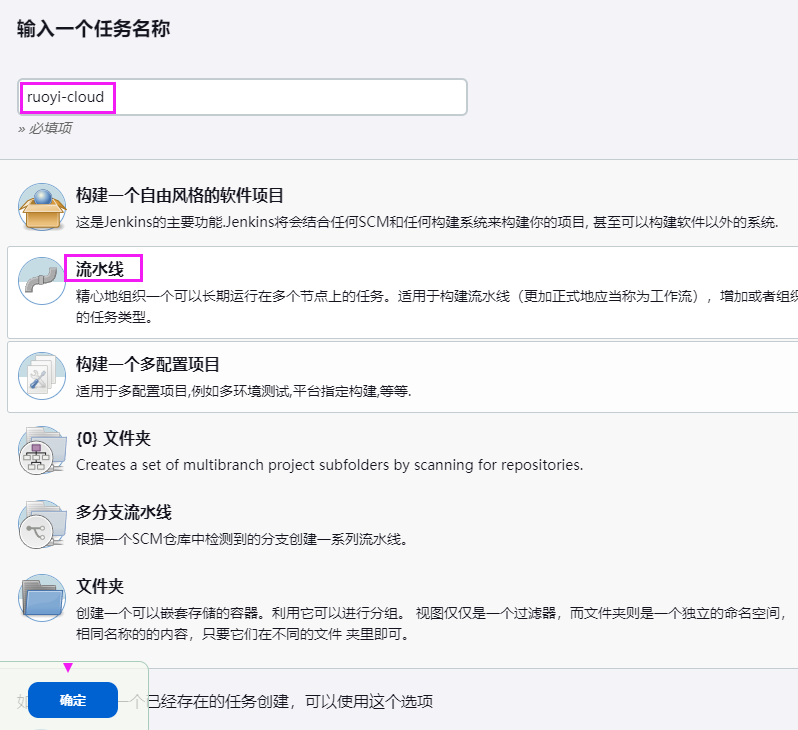 输入一个任务名称
ruoyi-cloud
» 必填项
构建一个自由风格的软件项目
这是Jenkins的主要功能.Jenkins将会结合任何SCM和任何构建系统来构建你的项目, 甚至可以构建软件以外的系统.
流水线
精心地组织一个可以长期运行在多个节点上的任务。适用于构建流水线（更加正式地应当称为工作流），增加或者组织
的任务类型。
构建一个多配置项目
适用于多配置项目,例如多环境测试,平台指定构建,等等.
{0} 文件夹
Creates a set of multibranch project subfolders by scanning for repositories.
多分支流水线
根据一个SCM仓库中检测到的分支创建一系列流水线。
文件夹
创建一个可以嵌套存储的容器。利用它可以进行分组。 视图仅仅是一个过滤器，而文件夹则是一个独立的命名空间，
相同名称的的内容，只要它们在不同的文件 夹里即可。
确定
如 一个已经存在的任务创建，可以使用这个选项